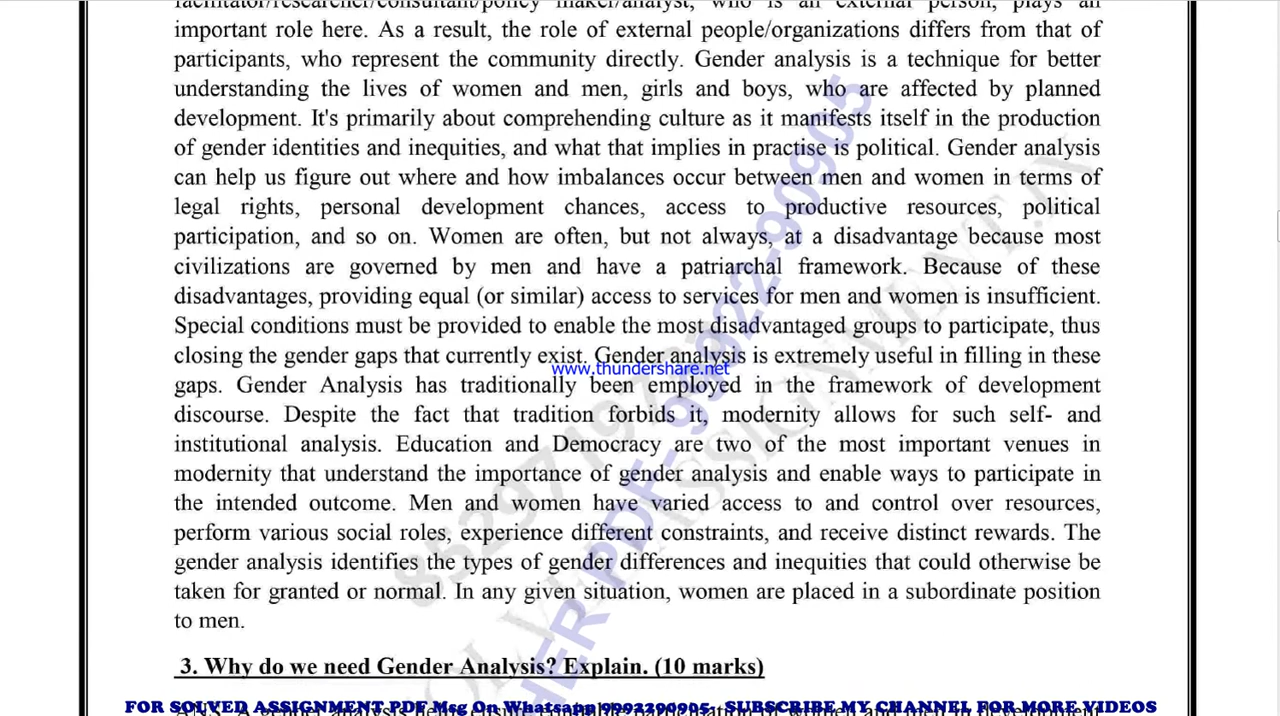 facilitator/researcher/consultant/policy maker/analyst, who is an external person, plays an
important role here. As a result, the role of external people/organizations differs from that of
participants, who represent the community directly. Gender analysis is a technique for better
understanding the lives of women and men, girls and boys, who are affected by planned
development. It's primarily about comprehending culture as it manifests itself in the production
of gender identities and inequities, and what that implies in practise is political. Gender analysis
can help us figure out where and how imbalances occur between men and women in terms of
legal rights, personal development chances, access to productive resources, political
participation, and so on. Women are often, but not always, at a disadvantage because most
civilizations are governed by men and have a patriarchal framework. Because of these
disadvantages, providing equal (or similar) access to services for men and women is insufficient.
Special conditions must be provided to enable the most disadvantaged groups to participate, thus
closing the gender gaps that currently exist. Gender analysis is extremely useful in filling in these
www.thundershare.net
gaps. Gender Analysis has traditionally been employed in the framework of development
discourse. Despite the fact that tradition forbids it, modernity allows for such self- and
institutional analysis. Education and Democracy are two of the most important venues in
modernity that understand the importance of gender analysis and enable ways to participate in
the intended outcome. Men and women have varied access to and control over resources,
perform various social roles, experience different constraints, and receive distinct rewards. The
gender analysis identifies the types of gender differences and inequities that could otherwise be
taken for granted or normal. In any given situation, women are placed in a subordinate position
to men.
3. Why do we need Gender Analysis? Explain. (10 marks)
FOR SOLVED ASSIGNMENT PDF Msg On Whatsapp 9992290905, SUBSCRIBE MY CHANNEL FOR MORE VIDEOS